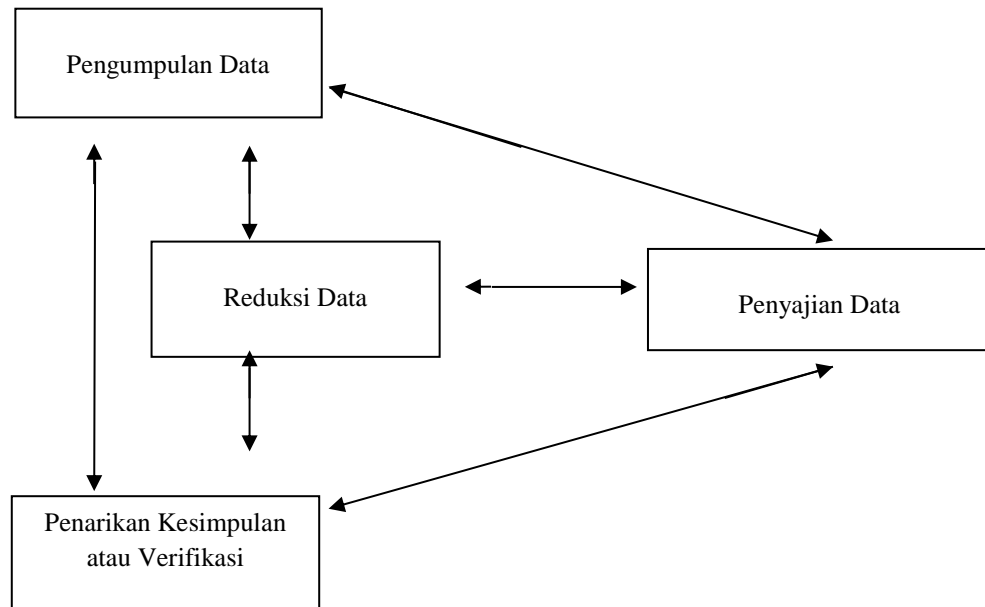 Pengumpulan Data
Reduksi Data
Penyajian Data
Penarikan Kesimpulan
atau Verifikasi